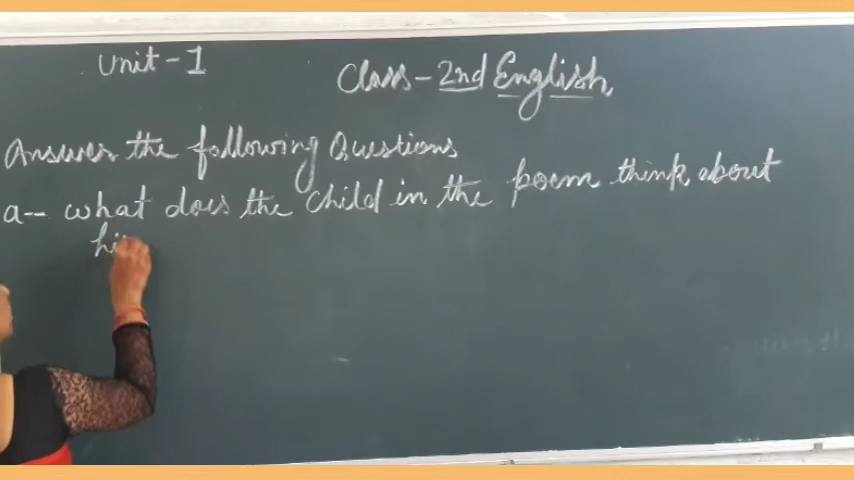 Unit-1
Class-2nd English
Answer the following Questions
a-- what does the child in the poem think about
hi